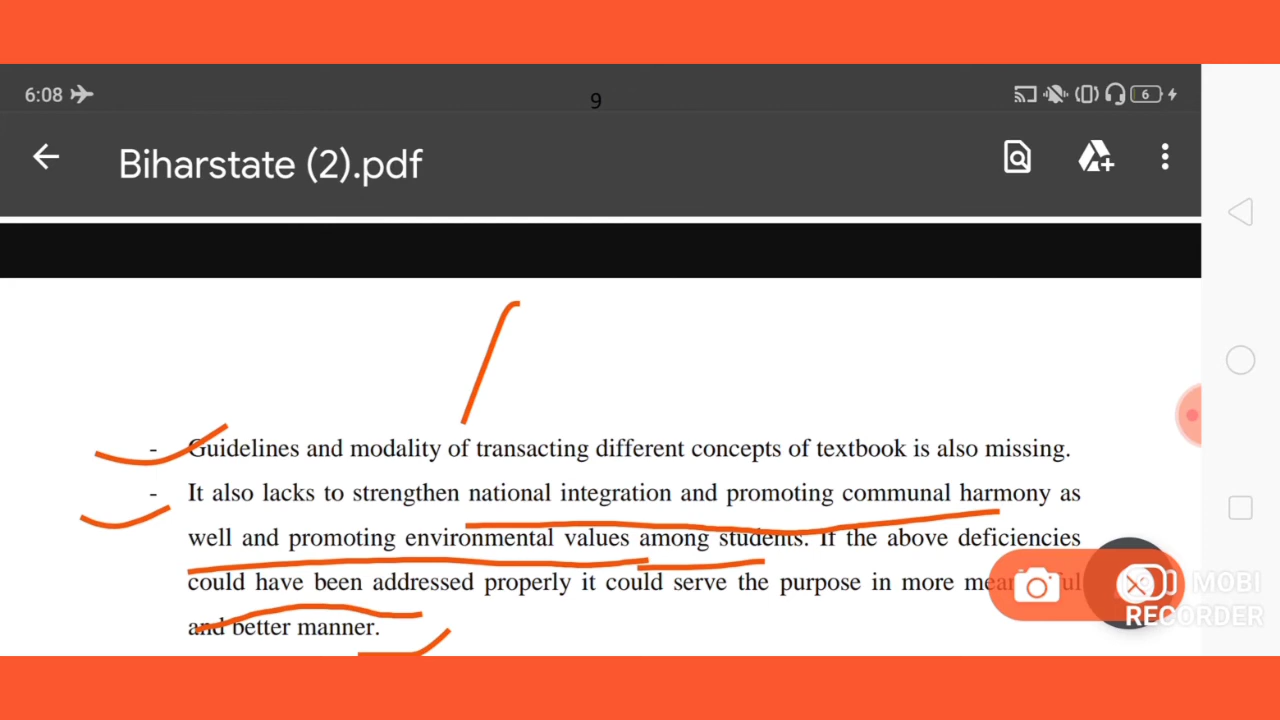 6:08
9
6
Biharstate (2).pdf
- Guidelines and modality of transacting different concepts of textbook is also missing.
- It also lacks to strengthen national integration and promoting communal harmony as
well and promoting environmental values among students. If the above deficiencies
could have been addressed properly it could serve the purpose in more
and better manner.
MOBI
RECORDER